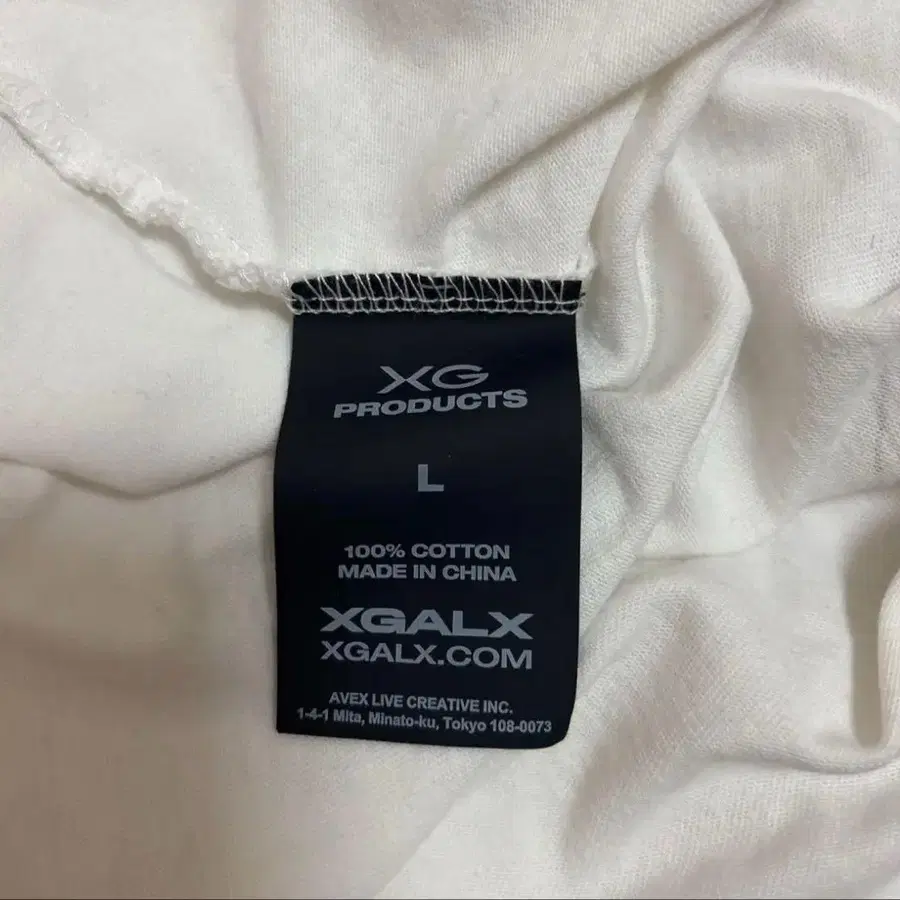 XG
PRODUCTS
L
100% COTTON
MADE IN CHINA
XGALX
XGALX.COM
AVEX LIVE CREATIVE INC.
1-4-1 Mita, Minato-ku, Tokyo 108-0073